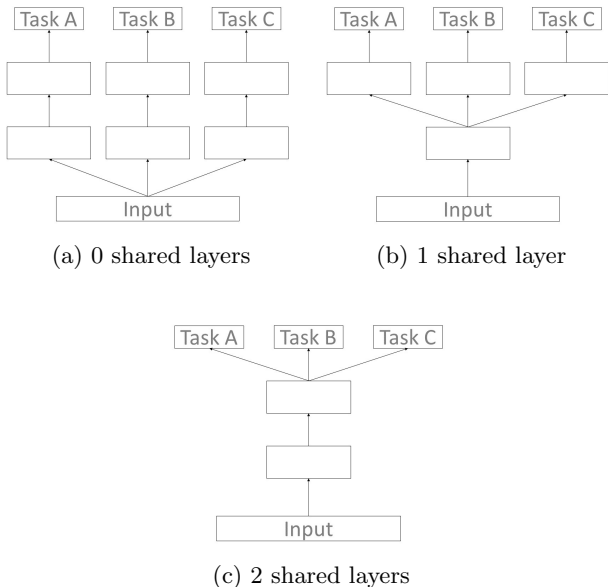 Task A Task B Task C
Input
(a) 0 shared layers
Task A Task B Task C
Input
(b) 1 shared layer
Task A Task B Task C
Input
(c) 2 shared layers